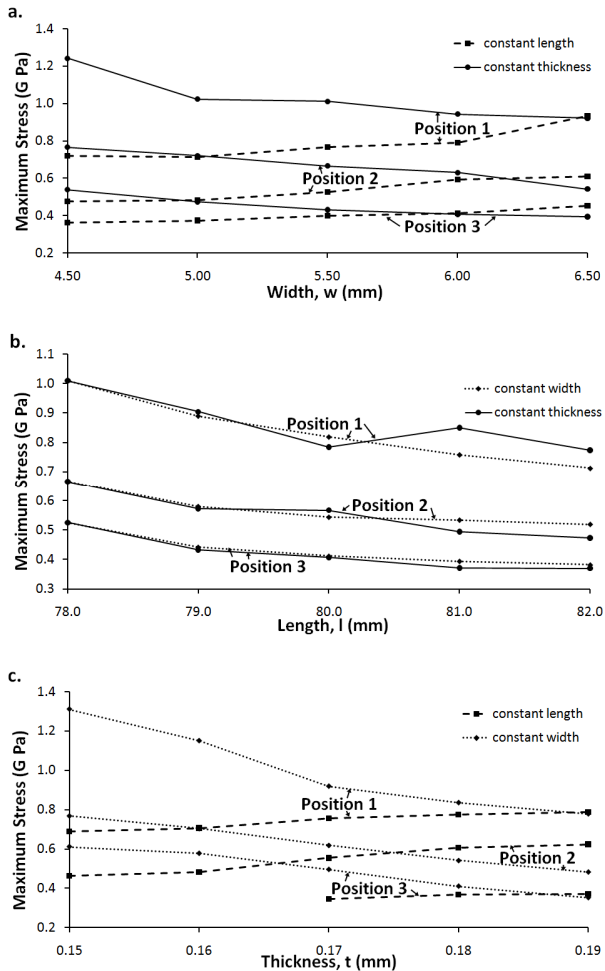 a.
Maximum Stress (G Pa)
1.4
1.2
1.0
0.8
0.6
0.4
0.2
constant length
constant thickness
Position 1
Position 2
Position 3
4.50 5.00 5.50 6.00 6.50
Width, w (mm)
b.
Maximum Stress (G Pa)
1.1
1.0
0.9
0.8
0.7
0.6
0.5
0.4
0.3
constant width
constant thickness
Position 1
Position 2
Position 3
78.0 79.0 80.0 81.0 82.0
Length, l (mm)
c.
Maximum Stress (G Pa)
1.4
1.2
1.0
0.8
0.6
0.4
0.2
constant length
constant width
Position 1
Position 2
Position 3
0.15 0.16 0.17 0.18 0.19
Thickness, t (mm)